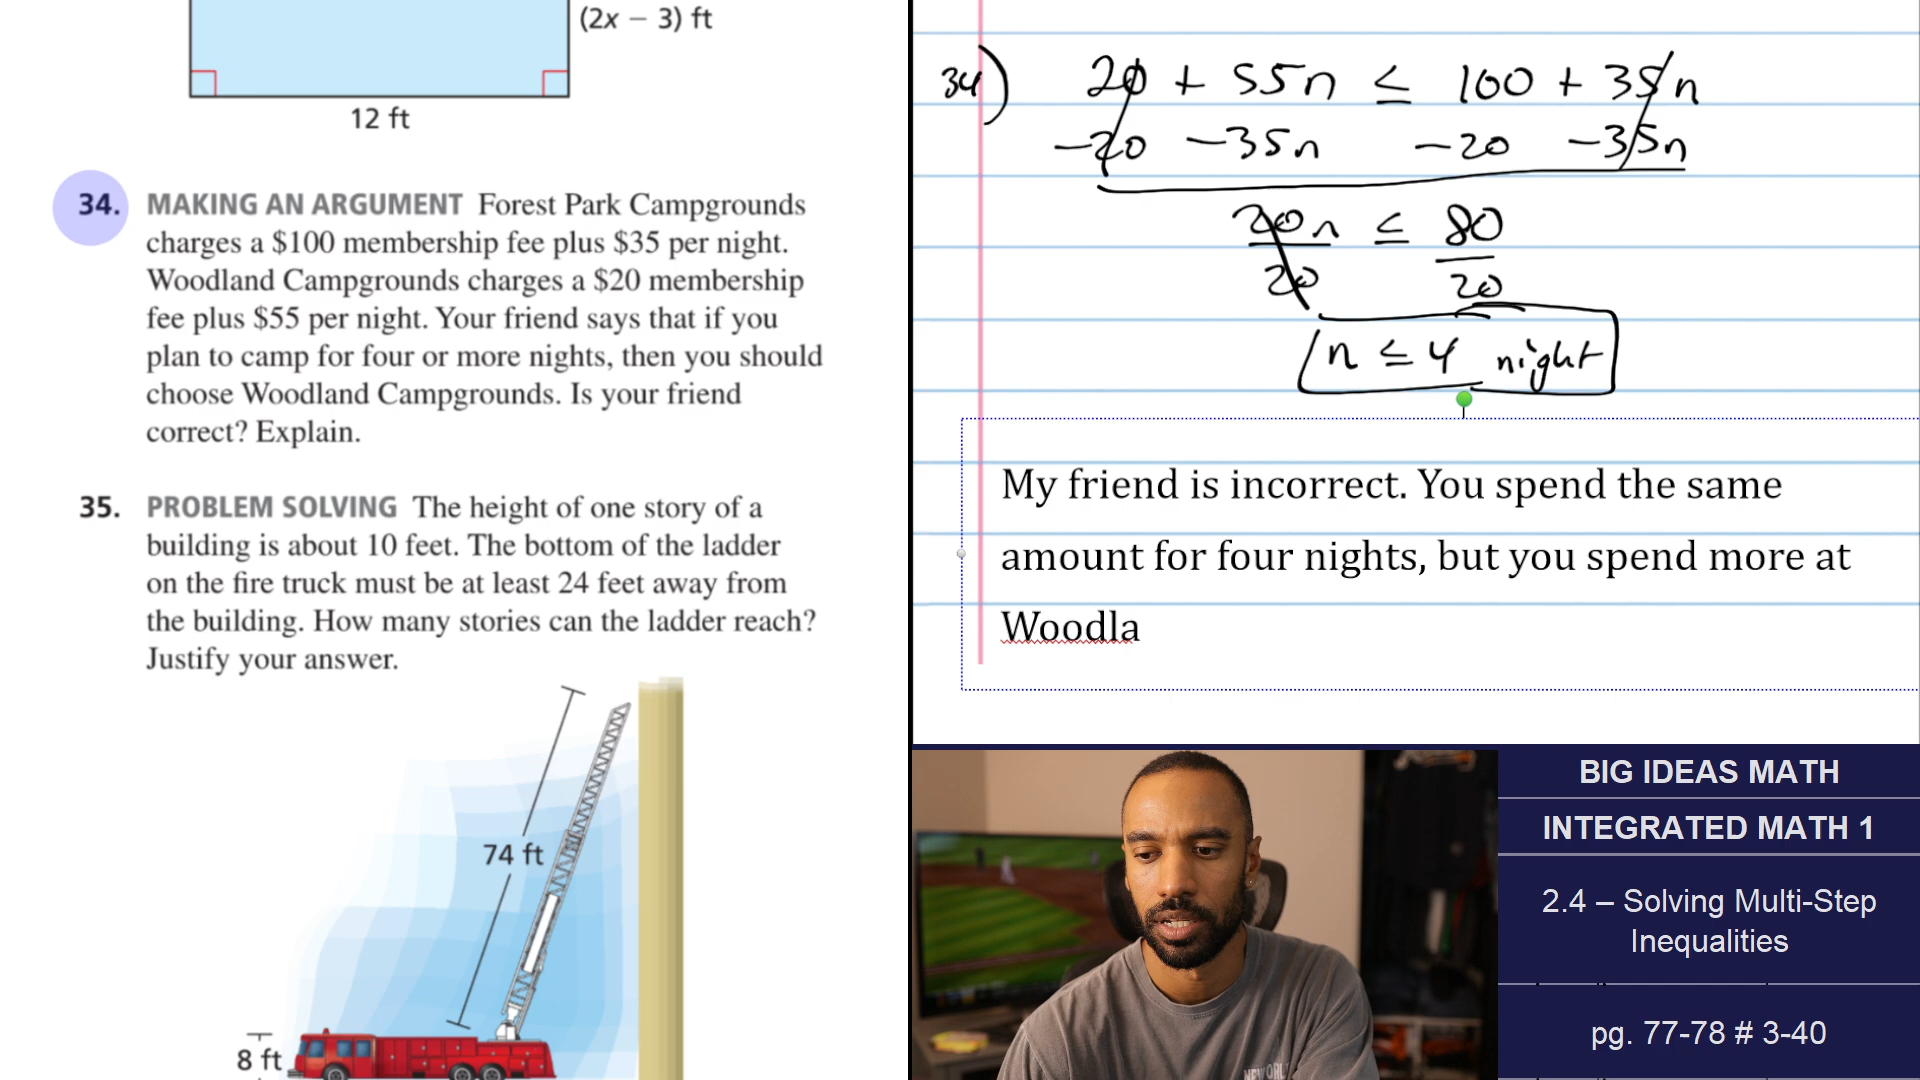 (2x − 3) ft
12 ft
34. MAKING AN ARGUMENT Forest Park Campgrounds
charges a $100 membership fee plus $35 per night.
Woodland Campgrounds charges a $20 membership
fee plus $55 per night. Your friend says that if you
plan to camp for four or more nights, then you should
choose Woodland Campgrounds. Is your friend
correct? Explain.
35. PROBLEM SOLVING The height of one story of a
building is about 10 feet. The bottom of the ladder
on the fire truck must be at least 24 feet away from
the building. How many stories can the ladder reach?
Justify your answer.
74 ft
8 ft
34) 20 + 55n ≤ 100 + 35n
−20 −35n −20 −35n
20n ≤ 80
20 20
n ≤ 4 night
My friend is incorrect. You spend the same
amount for four nights, but you spend more at
Woodla
BIG IDEAS MATH
INTEGRATED MATH 1
2.4 – Solving Multi-Step
Inequalities
pg. 77-78 # 3-40